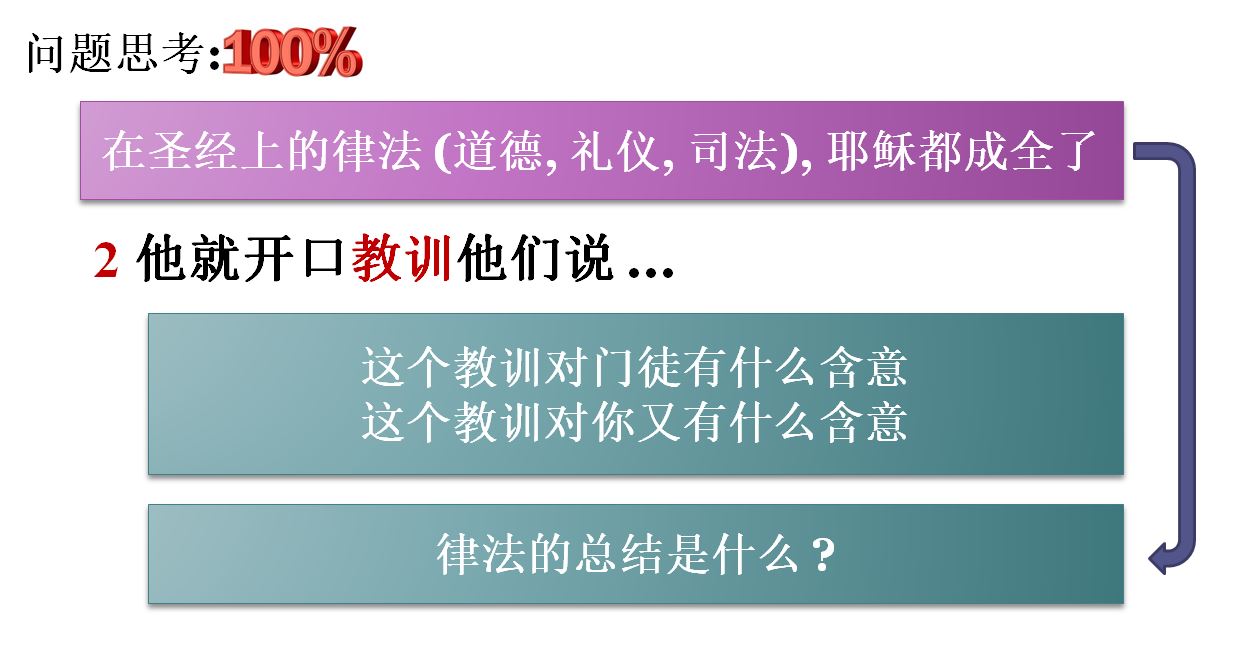 问题思考:100%
在圣经上的律法 (道德, 礼仪, 司法), 耶稣都成全了
2 他就开口教训他们说 ...
这个教训对门徒有什么含意
这个教训对你又有什么含意
律法的总结是什么 ?